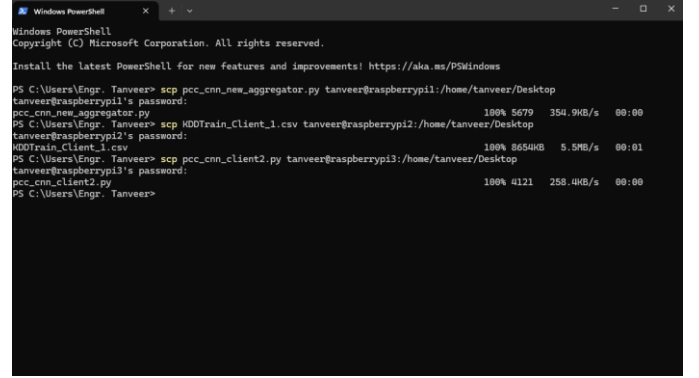 Windows PowerShell
Windows PowerShell
Copyright (C) Microsoft Corporation. All rights reserved.
Install the latest PowerShell for new features and improvements! https://aka.ms/PSWindows
PS C:\Users\Engr. Tanveer> scp pcc_cnn_new_aggregator.py tanveer@raspberrypi1:/home/tanveer/Desktop
tanveer@raspberrypi1's password:
pcc_cnn_new_aggregator.py 100% 5679 354.9KB/s 00:00
PS C:\Users\Engr. Tanveer> scp KDDTrain_Client_1.csv tanveer@raspberrypi2:/home/tanveer/Desktop
tanveer@raspberrypi2's password:
KDDTrain_Client_1.csv 100% 8654KB 5.5MB/s 00:01
PS C:\Users\Engr. Tanveer> scp pcc_cnn_client2.py tanveer@raspberrypi3:/home/tanveer/Desktop
tanveer@raspberrypi3's password:
pcc_cnn_client2.py 100% 4121 258.4KB/s 00:00
PS C:\Users\Engr. Tanveer>